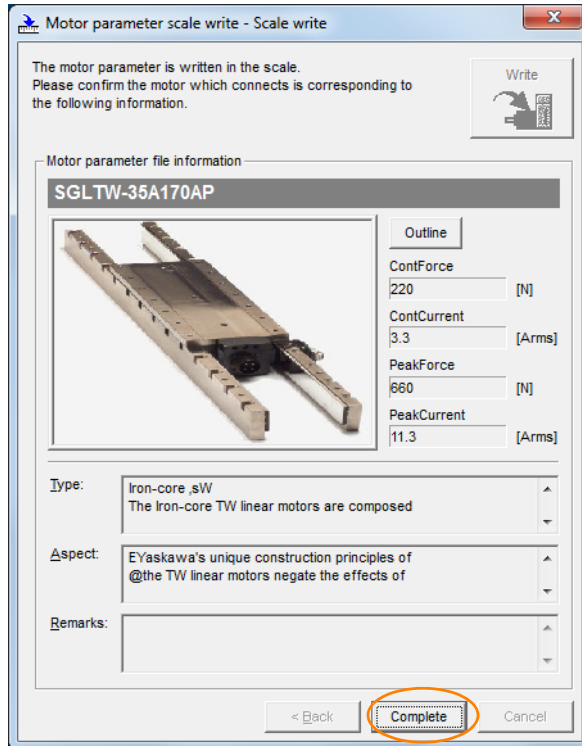 Motor parameter scale write - Scale write
The motor parameter is written in the scale.
Please confirm the motor which connects is corresponding to
the following information.
Write
Motor parameter file information
SGLTW-35A170AP
Outline
ContForce
220 [N]
ContCurrent
3.3 [Arms]
PeakForce
660 [N]
PeakCurrent
11.3 [Arms]
Type:
Iron-core ,sW
The Iron-core TW linear motors are composed
Aspect:
EYaskawa's unique construction principles of
@the TW linear motors negate the effects of
Remarks:
< Back
Complete
Cancel